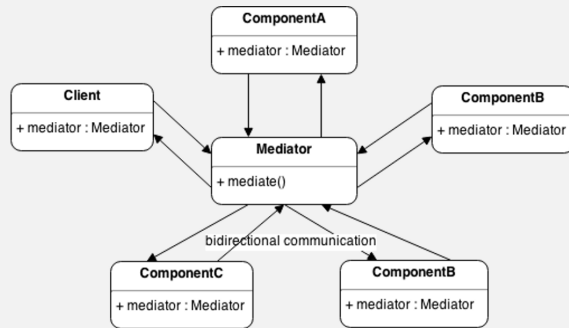 ComponentA
+ mediator : Mediator
Client
+ mediator : Mediator
ComponentB
+ mediator : Mediator
Mediator
+ mediate()
bidirectional communication
ComponentC
+ mediator : Mediator
ComponentB
+ mediator : Mediator